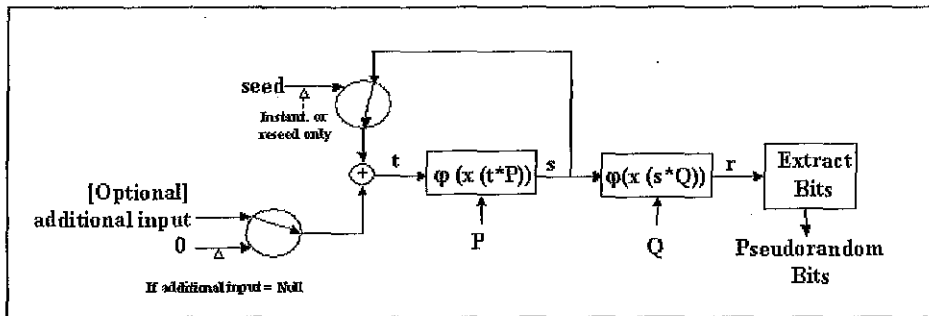 seed
Instant. or
reseed only
[Optional]
additional input
0
If additional input = Null
+
t
φ (x (t*P))
P
s
φ(x (s*Q))
Q
r
Extract
Bits
Pseudorandom
Bits